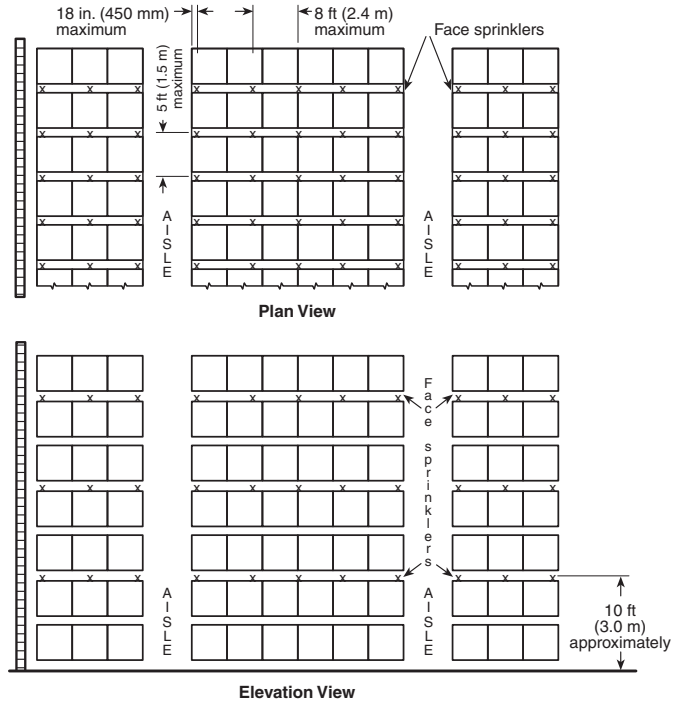 18 in. (450 mm)
maximum
8 ft (2.4 m)
maximum
Face sprinklers
5 ft (1.5 m)
maximum
x x x x x x x x x x x
x x x x x x x x x x x
x x x x x x x x x x x
x x x x x x x x x x x
x x x x x x x x x x x
AISLE
AISLE
Plan View
x x x x x x x x x x x
x x x x x x x x x x x
x x x x x x x x x x x
Face sprinklers
AISLE
AISLE
10 ft
(3.0 m)
approximately
Elevation View